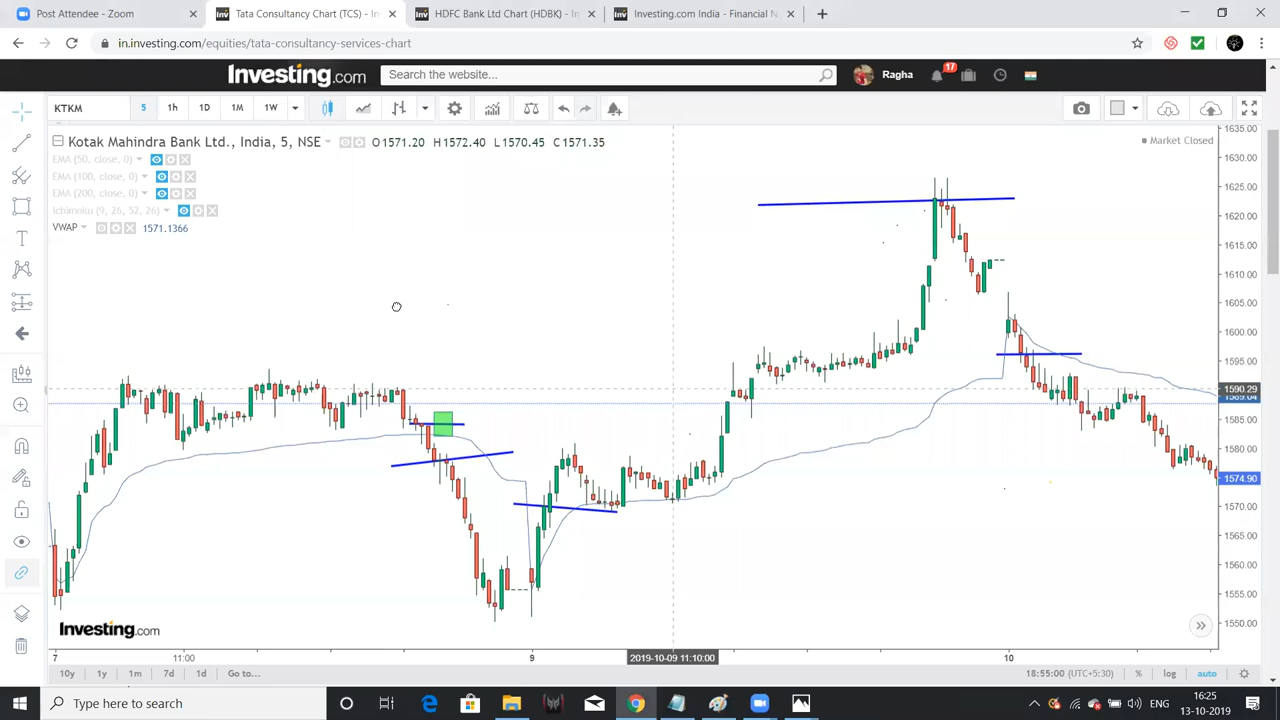 Post Attendee - Zoom
Tata Consultancy Chart (TCS) - In
HDFC Bank Ltd Chart (HDBK) - In
Investing.com India - Financial N
in.investing.com/equities/tata-consultancy-services-chart
Investing.com
Search the website...
Ragha
17
KTKM
5
1h
1D
1M
1W
Kotak Mahindra Bank Ltd., India, 5, NSE
O1571.20 H1572.40 L1570.45 C1571.35
Market Closed
EMA (50, close, 0)
EMA (100, close, 0)
EMA (200, close, 0)
Ichimoku (9, 26, 52, 26)
VWAP
1571.1366
1635.00
1630.00
1625.00
1620.00
1615.00
1610.00
1605.00
1600.00
1595.00
1590.29
1589.04
1585.00
1580.00
1574.90
1570.00
1565.00
1560.00
1555.00
1550.00
Investing.com
7
11:00
9
2019-10-09 11:10:00
10
10y
1y
1m
7d
1d
Go to...
18:55:00 (UTC+5:30)
%
log
auto
Type here to search
ENG
16:25
13-10-2019